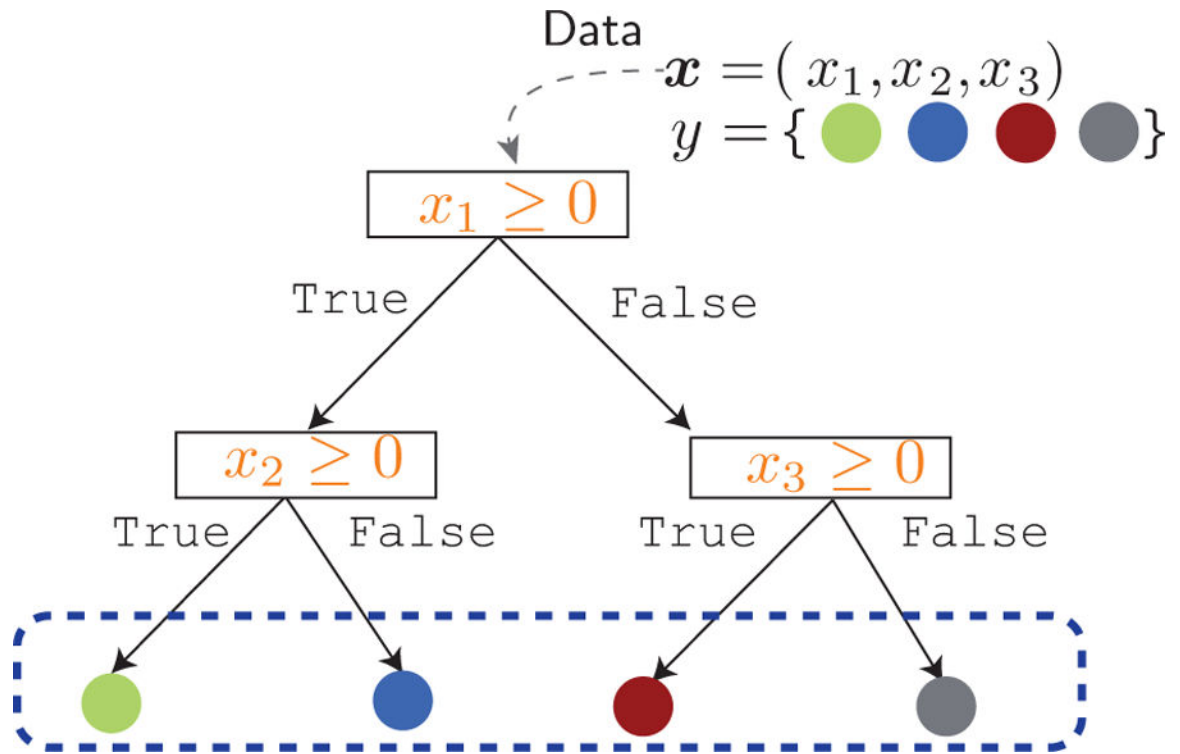 Data
x = ( x₁, x₂, x₃ )
y = { }
x₁ ≥ 0
True False
x₂ ≥ 0 x₃ ≥ 0
True False True False